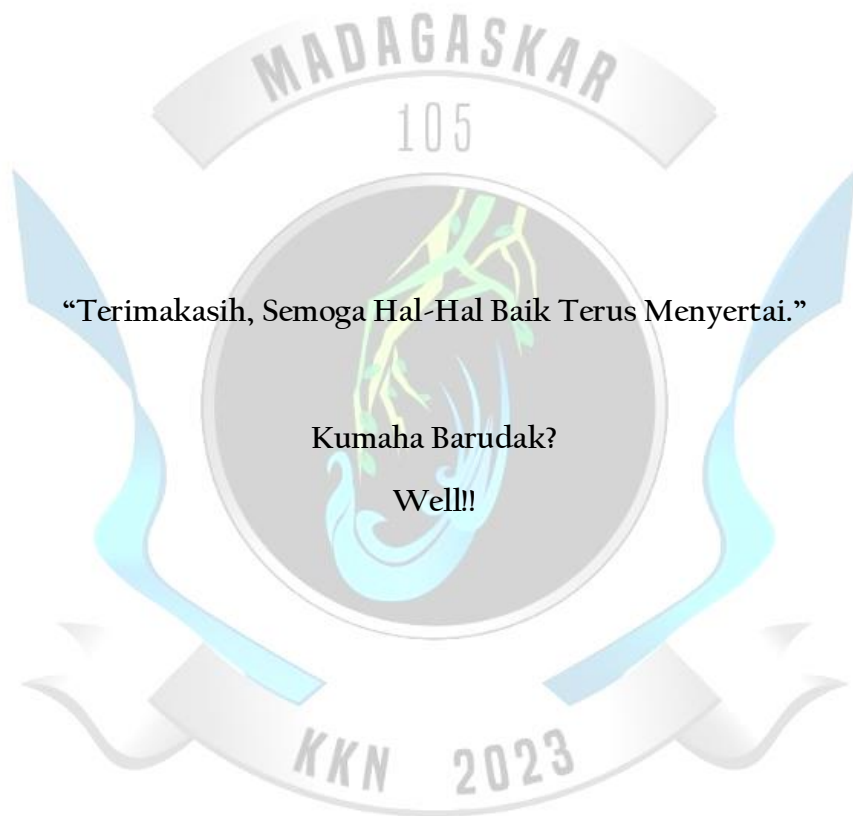 MADAGASKAR
105
“Terimakasih, Semoga Hal-Hal Baik Terus Menyertai.”
Kumaha Barudak?
Well!!
KKN 2023